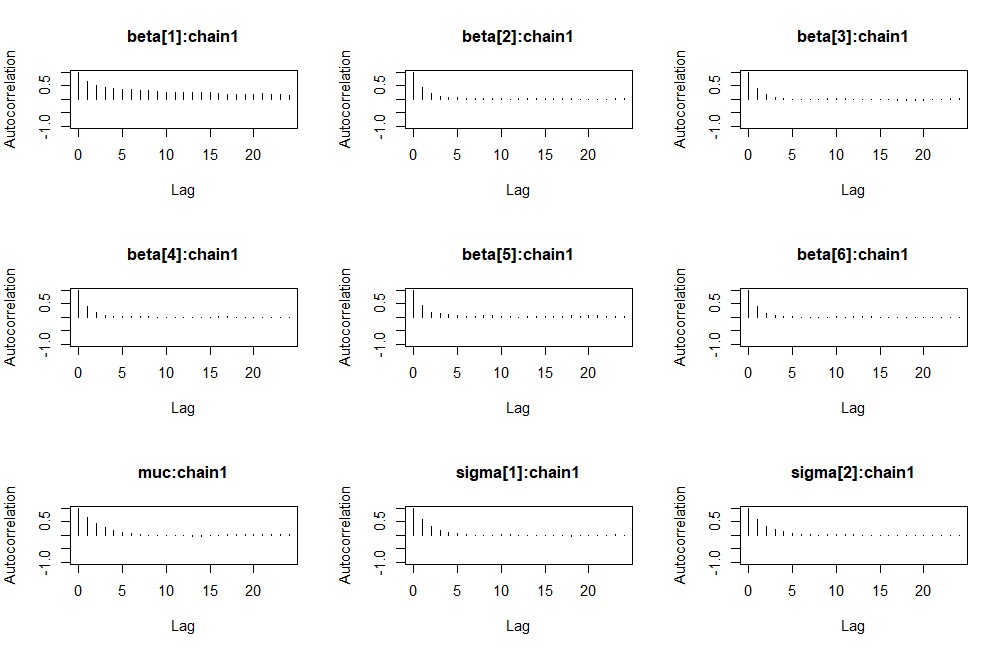 beta[1]:chain1
Autocorrelation
0.5
-1.0
0 5 10 15 20
Lag
beta[2]:chain1
Autocorrelation
0.5
-1.0
0 5 10 15 20
Lag
beta[3]:chain1
Autocorrelation
0.5
-1.0
0 5 10 15 20
Lag
beta[4]:chain1
Autocorrelation
0.5
-1.0
0 5 10 15 20
Lag
beta[5]:chain1
Autocorrelation
0.5
-1.0
0 5 10 15 20
Lag
beta[6]:chain1
Autocorrelation
0.5
-1.0
0 5 10 15 20
Lag
muc:chain1
Autocorrelation
0.5
-1.0
0 5 10 15 20
Lag
sigma[1]:chain1
Autocorrelation
0.5
-1.0
0 5 10 15 20
Lag
sigma[2]:chain1
Autocorrelation
0.5
-1.0
0 5 10 15 20
Lag